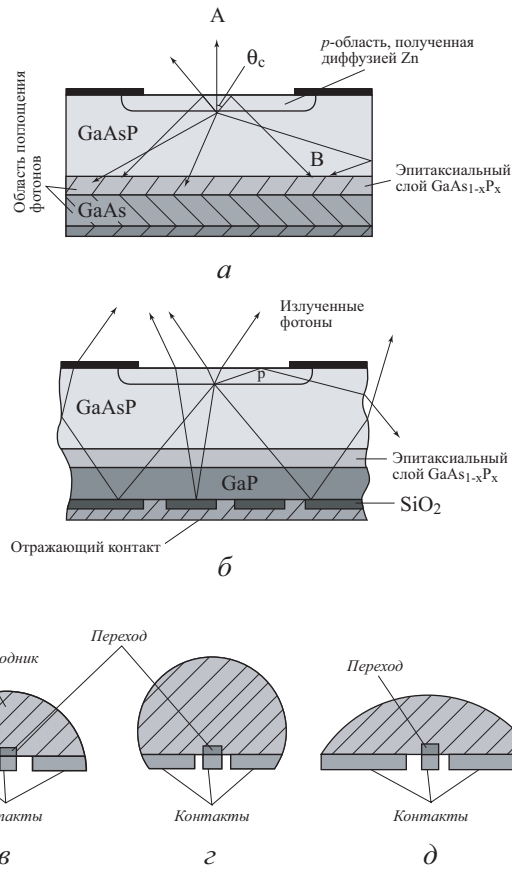 A
θc
p-область, полученная
диффузией Zn
GaAsP
B
Область поглощения
фотонов
GaAs
Эпитаксиальный
слой GaAs1-xPx
а
Излученные
фотоны
p
GaAsP
Эпитаксиальный
слой GaAs1-xPx
GaP
SiO2
Отражающий контакт
б
Переход
Переход
Контакты
Контакты
в
г
д